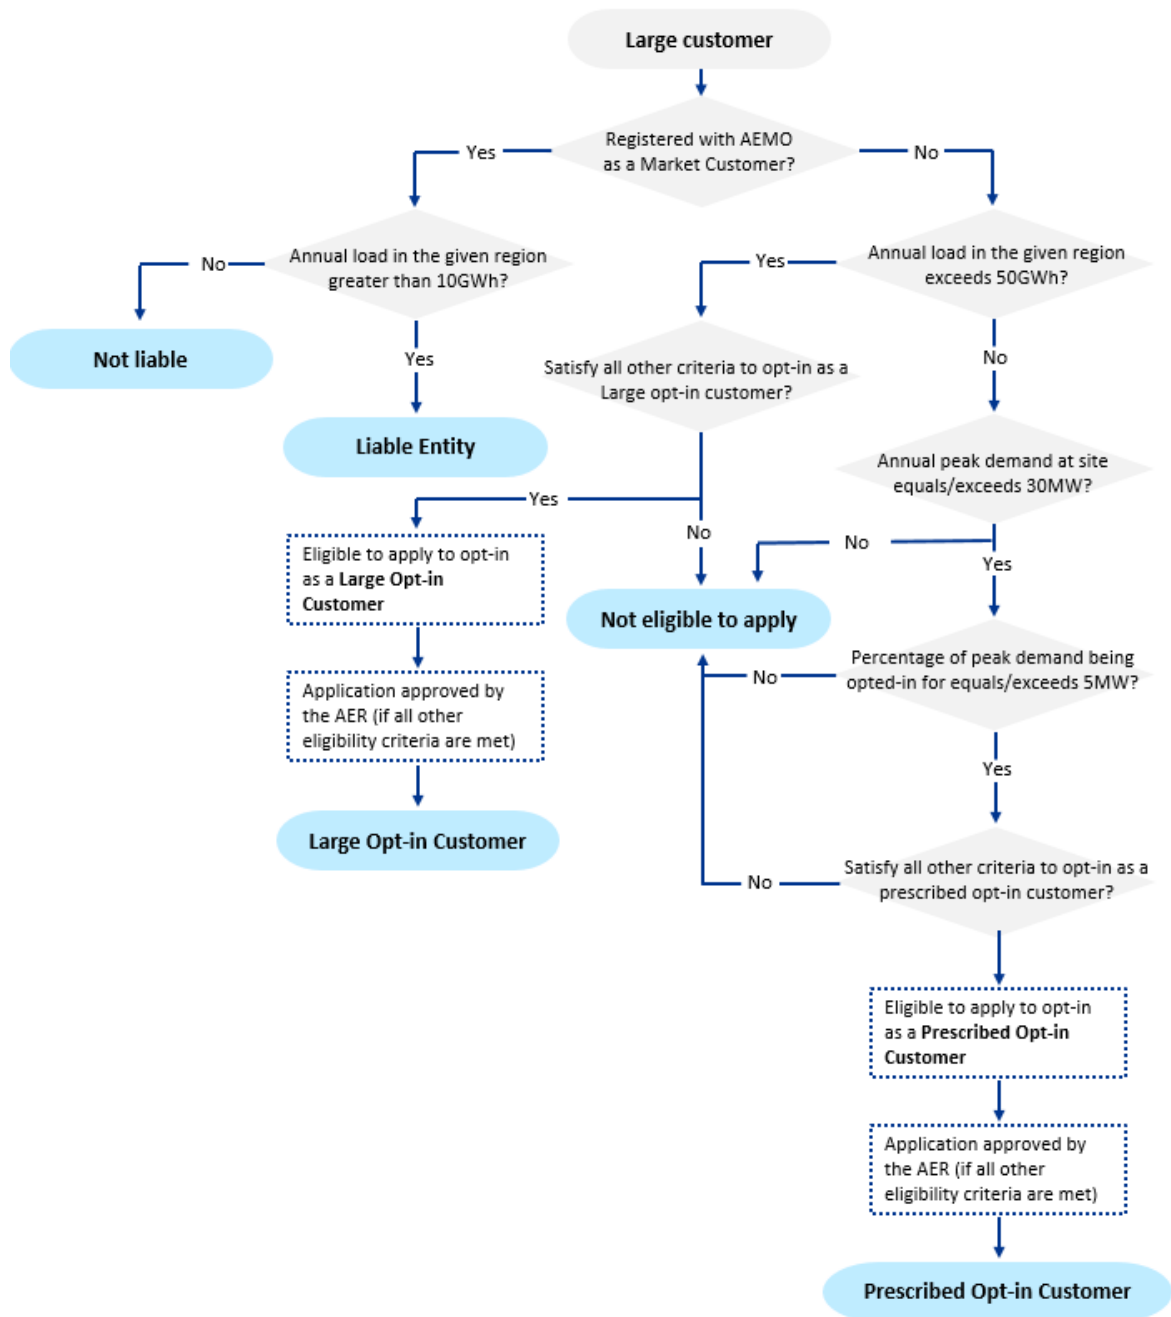 Large customer
Registered with AEMO
as a Market Customer?
Yes
No
Annual load in the given region
greater than 10GWh?
No
Yes
Not liable
Liable Entity
Annual load in the given region
exceeds 50GWh?
Yes
No
Satisfy all other criteria to opt-in as a
Large opt-in customer?
Yes
No
Annual peak demand at site
equals/exceeds 30MW?
No
Yes
Eligible to apply to opt-in
as a Large Opt-in
Customer
Not eligible to apply
Percentage of peak demand being
opted-in for equals/exceeds 5MW?
No
Yes
Application approved by
the AER (if all other
eligibility criteria are met)
Large Opt-in Customer
Satisfy all other criteria to opt-in as a
prescribed opt-in customer?
No
Eligible to apply to opt-in
as a Prescribed Opt-in
Customer
Application approved by
the AER (if all other
eligibility criteria are met)
Prescribed Opt-in Customer